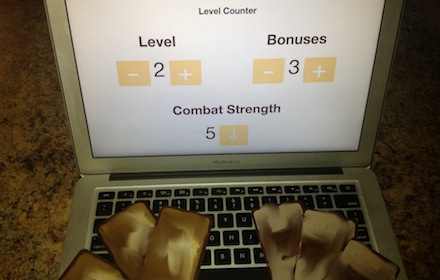 Level Counter
Level Bonuses
− 2 + − 3 +
Combat Strength
5 ↓
MacBook Air